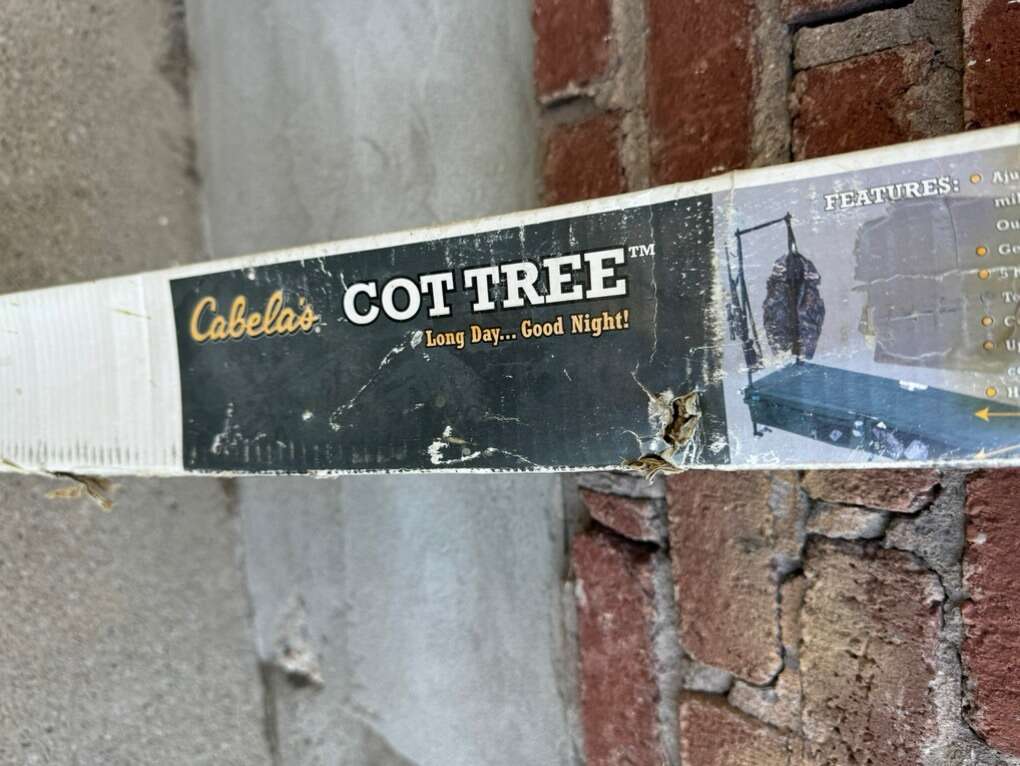 Cabela's
COT TREE™
Long Day... Good Night!
FEATURES: